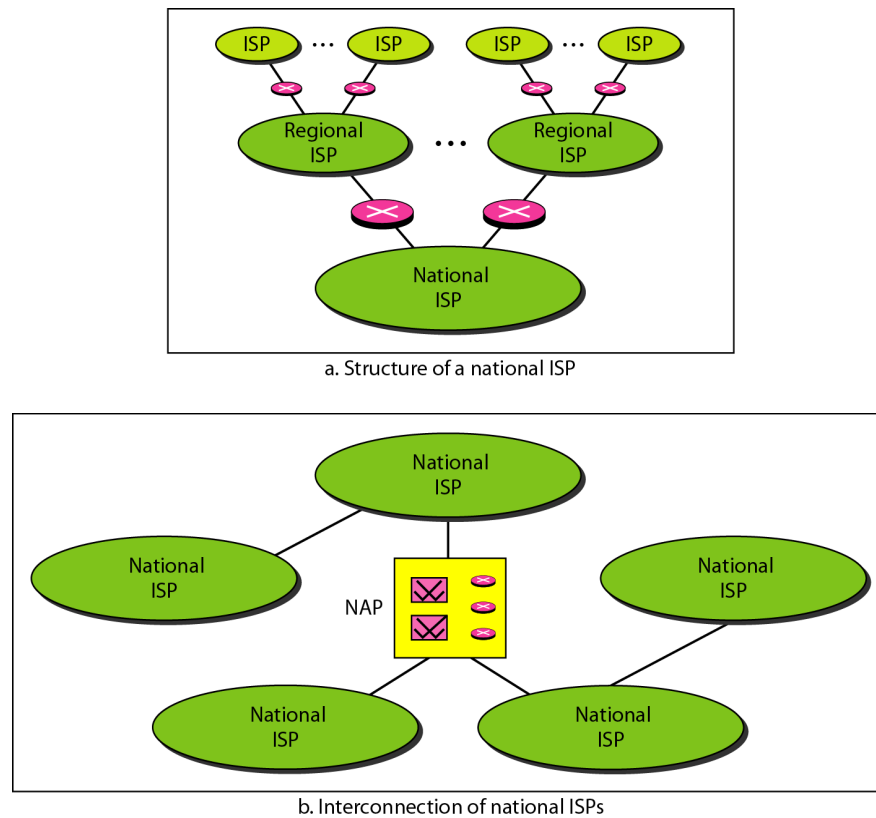 ISP ... ISP ISP ... ISP
Regional
ISP
...
Regional
ISP
National
ISP
a. Structure of a national ISP
National
ISP
National
ISP
National
ISP
NAP
National
ISP
National
ISP
b. Interconnection of national ISPs